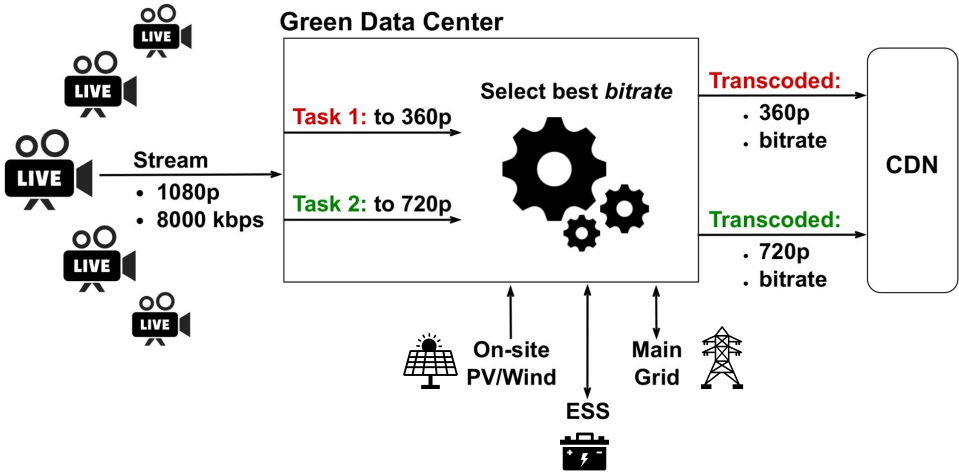 Green Data Center
LIVE
LIVE
LIVE
LIVE
LIVE
Stream
• 1080p
• 8000 kbps
Task 1: to 360p
Task 2: to 720p
Select best bitrate
Transcoded:
• 360p
• bitrate
Transcoded:
• 720p
• bitrate
CDN
On-site
PV/Wind
ESS
Main
Grid